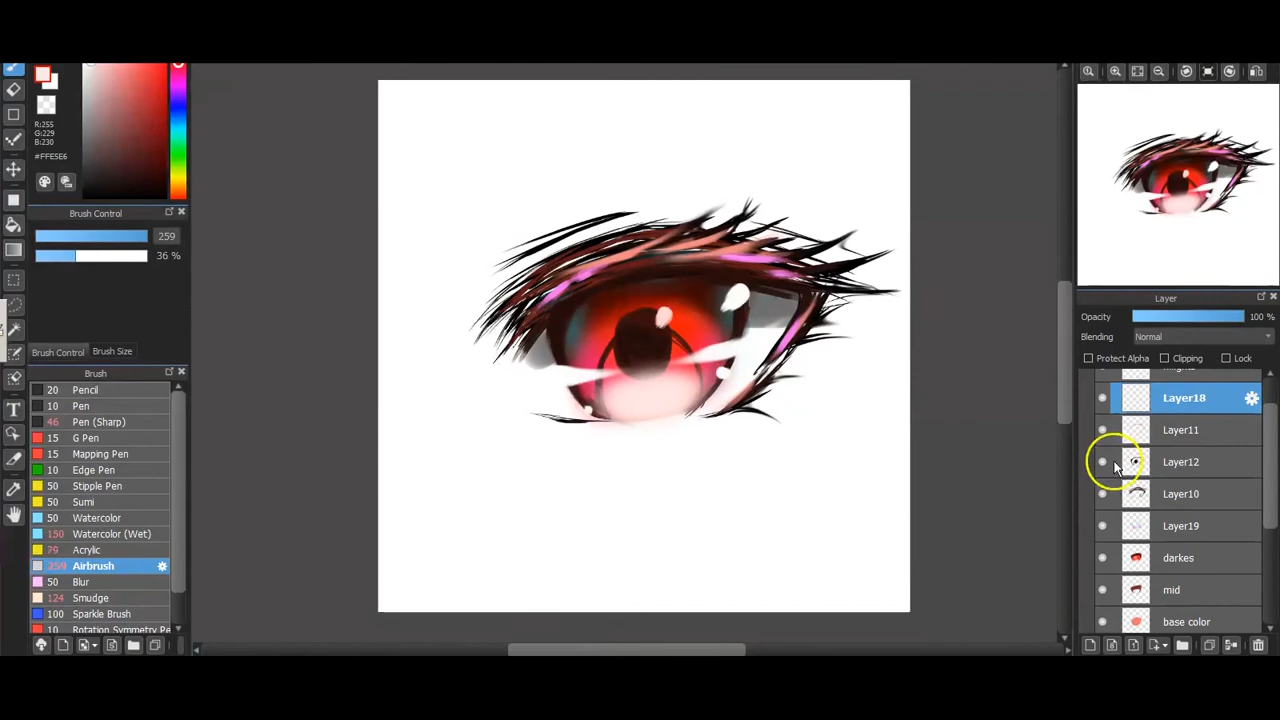 R:255
G:229
B:230
#FFE5E6
Brush Control
259
36 %
Brush Control
Brush Size
Brush
20 Pencil
10 Pen
46 Pen (Sharp)
15 G Pen
15 Mapping Pen
10 Edge Pen
50 Stipple Pen
50 Sumi
50 Watercolor
150 Watercolor (Wet)
79 Acrylic
259 Airbrush
50 Blur
124 Smudge
100 Sparkle Brush
10 Rotation Symmetry Pe
Layer
Opacity 100 %
Blending Normal
Protect Alpha Clipping Lock
Layer18
Layer11
Layer12
Layer10
Layer19
darkes
mid
base color